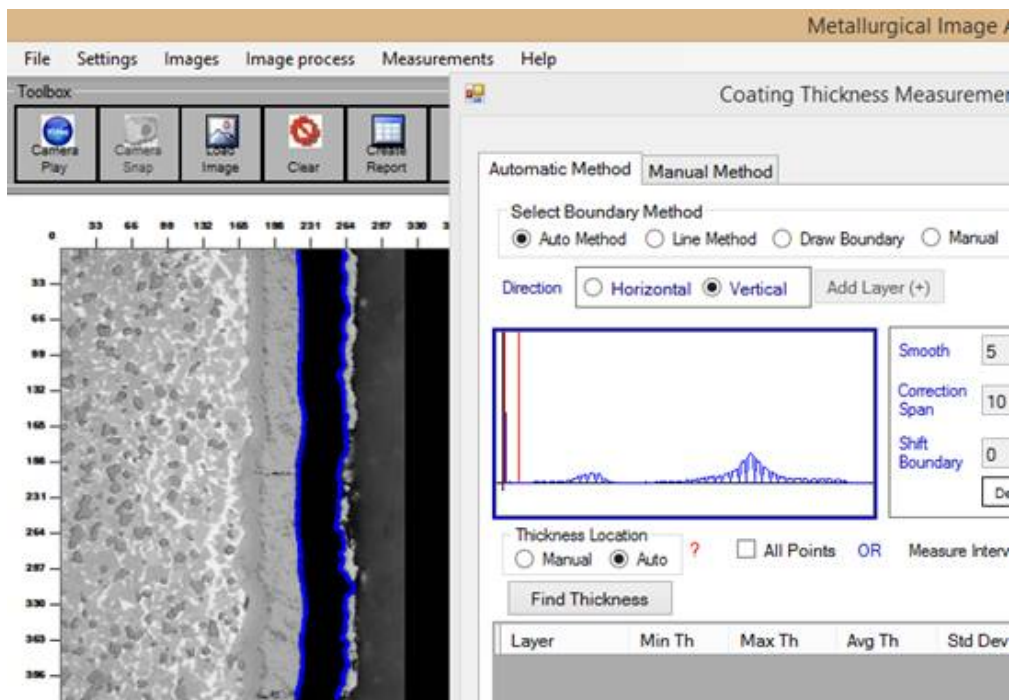 Metallurgical Image A
File Settings Images Image process Measurements Help
Toolbox
Coating Thickness Measuremen
Camera Play
Camera Snap
Load Image
Clear
Create Report
Automatic Method Manual Method
Select Boundary Method
Auto Method Line Method Draw Boundary Manual
Direction Horizontal Vertical Add Layer (+)
0 33 66 99 132 165 198 231 264 297 330 3
33
66
99
132
165
198
231
264
297
330
363
396
Smooth 5
Correction Span 10
Shift Boundary 0
De
Thickness Location
Manual Auto ? All Points OR Measure Interv
Find Thickness
Layer Min Th Max Th Avg Th Std Dev